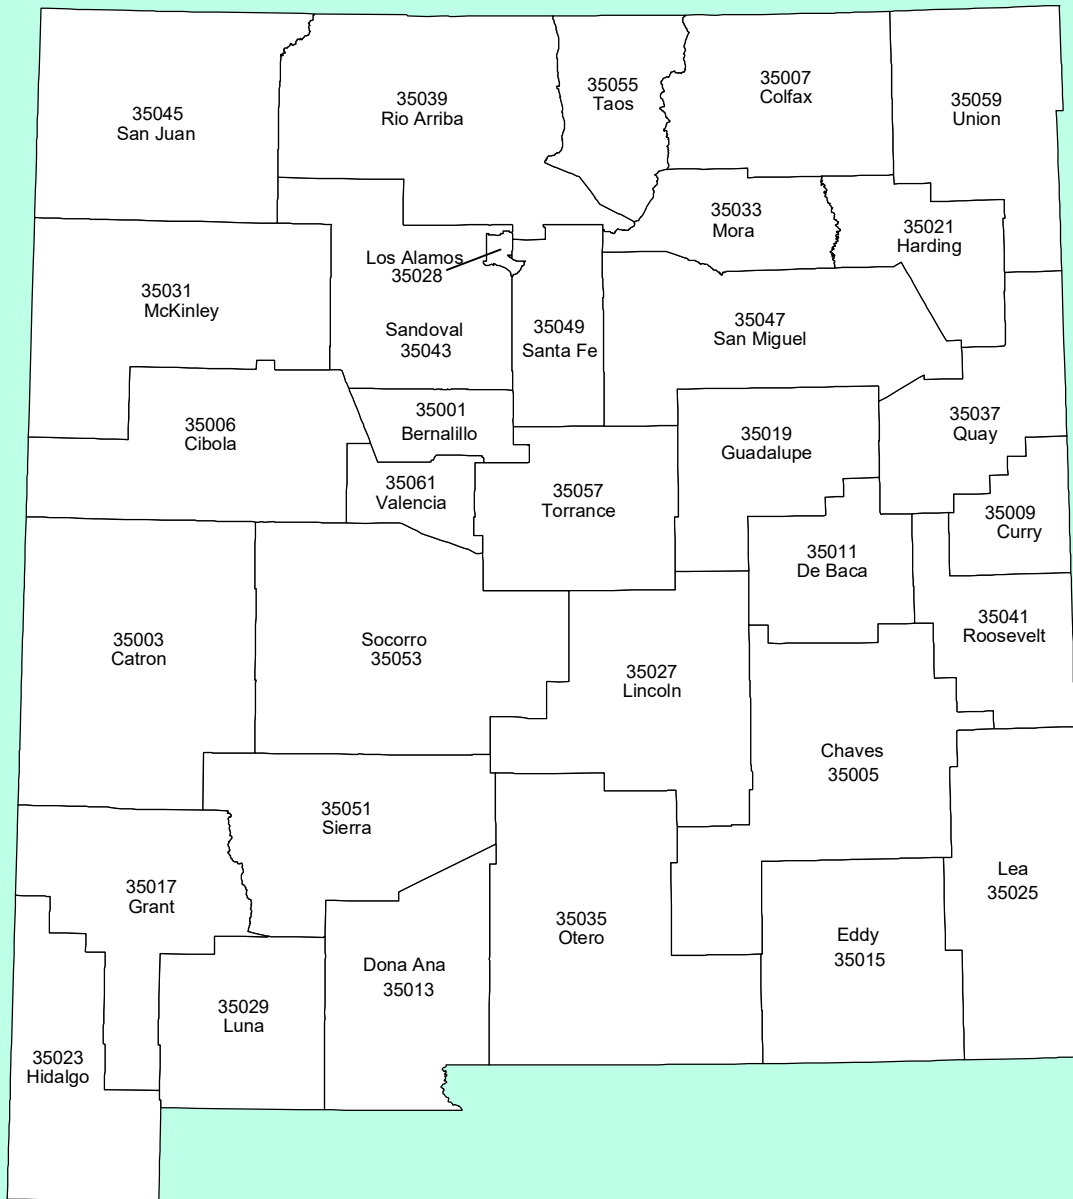 35045
San Juan
35039
Rio Arriba
35055
Taos
35007
Colfax
35059
Union
35033
Mora
35021
Harding
Los Alamos
35028
35031
McKinley
Sandoval
35043
35049
Santa Fe
35047
San Miguel
35006
Cibola
35001
Bernalillo
35019
Guadalupe
35037
Quay
35061
Valencia
35057
Torrance
35009
Curry
35011
De Baca
35003
Catron
Socorro
35053
35027
Lincoln
35041
Roosevelt
Chaves
35005
35051
Sierra
35017
Grant
35035
Otero
Lea
35025
Eddy
35015
Dona Ana
35013
35029
Luna
35023
Hidalgo